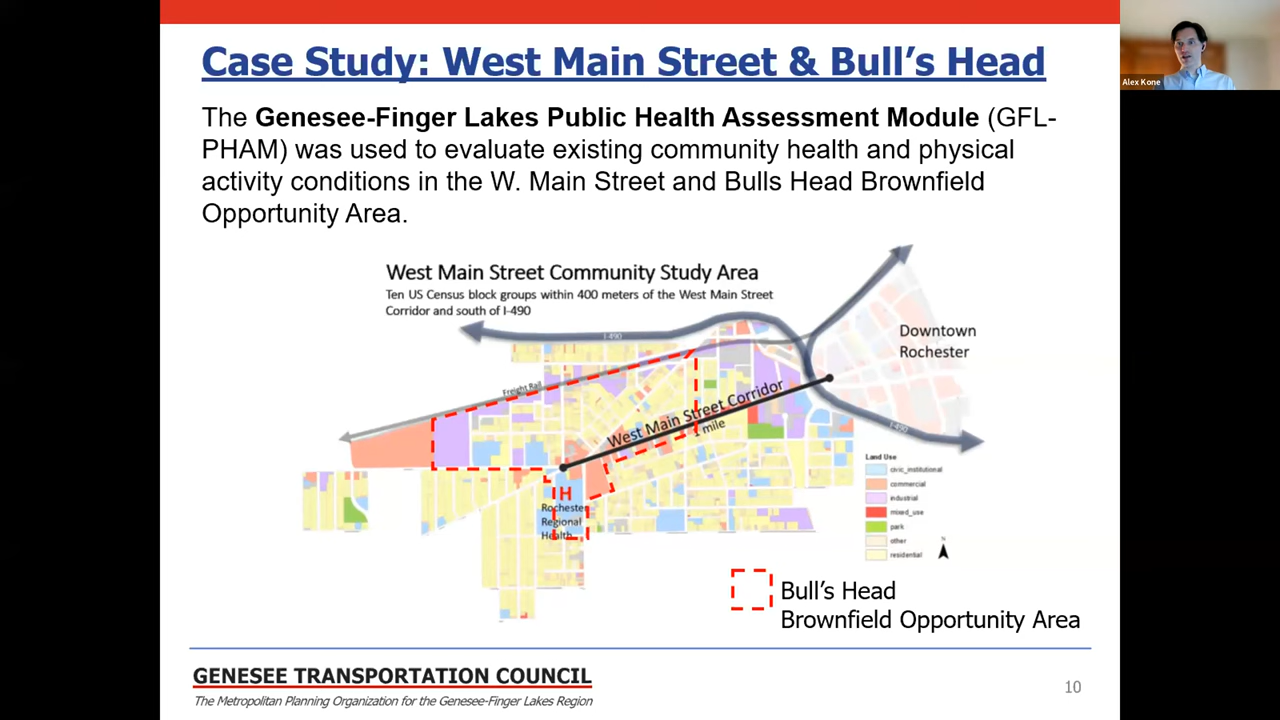 Case Study: West Main Street & Bull's Head
Alex Kone
The Genesee-Finger Lakes Public Health Assessment Module (GFL-
PHAM) was used to evaluate existing community health and physical
activity conditions in the W. Main Street and Bulls Head Brownfield
Opportunity Area.
West Main Street Community Study Area
Ten US Census block groups within 400 meters of the West Main Street
Corridor and south of I-490
I-490
Downtown
Rochester
Freight Rail
West Main Street Corridor
1 mile
I-490
H
Rochester
Regional
Health
Land Use
civic_institutional
commercial
industrial
mixed_use
park
other
residential
N
Bull's Head
Brownfield Opportunity Area
GENESEE TRANSPORTATION COUNCIL
The Metropolitan Planning Organization for the Genesee-Finger Lakes Region
10